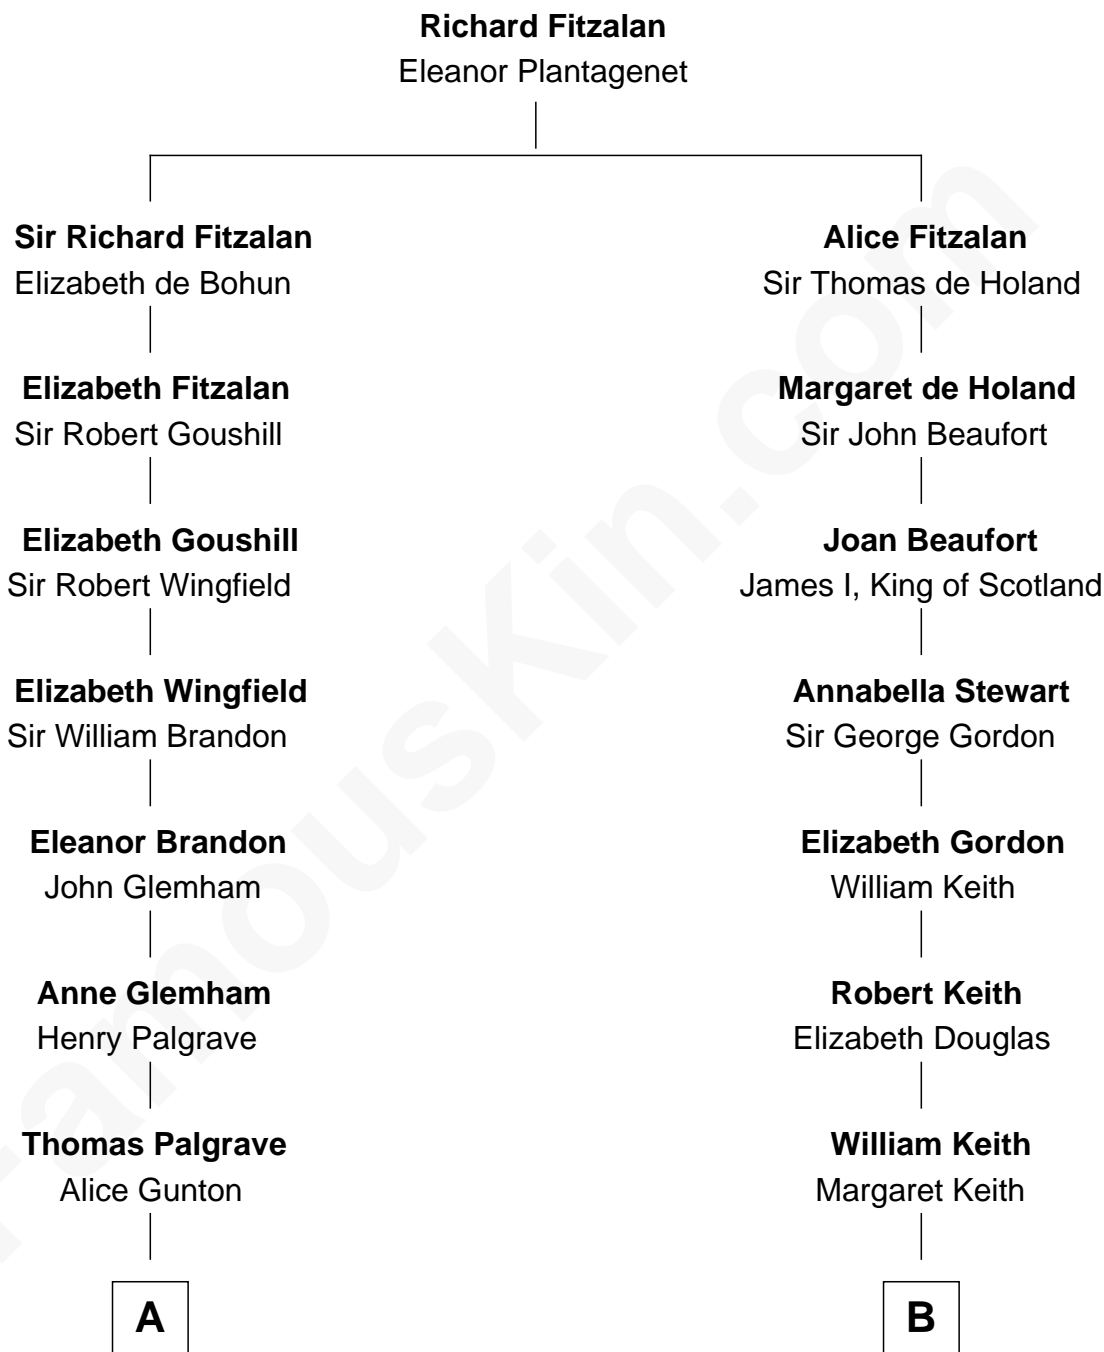 Richard Fitzalan
Eleanor Plantagenet
Sir Richard Fitzalan
Elizabeth de Bohun
Alice Fitzalan
Sir Thomas de Holand
Elizabeth Fitzalan
Sir Robert Goushill
Margaret de Holand
Sir John Beaufort
Elizabeth Goushill
Sir Robert Wingfield
Joan Beaufort
James I, King of Scotland
Elizabeth Wingfield
Sir William Brandon
Annabella Stewart
Sir George Gordon
Eleanor Brandon
John Glemham
Elizabeth Gordon
William Keith
Anne Glemham
Henry Palgrave
Robert Keith
Elizabeth Douglas
Thomas Palgrave
Alice Gunton
William Keith
Margaret Keith
A
B
FamousKin.com